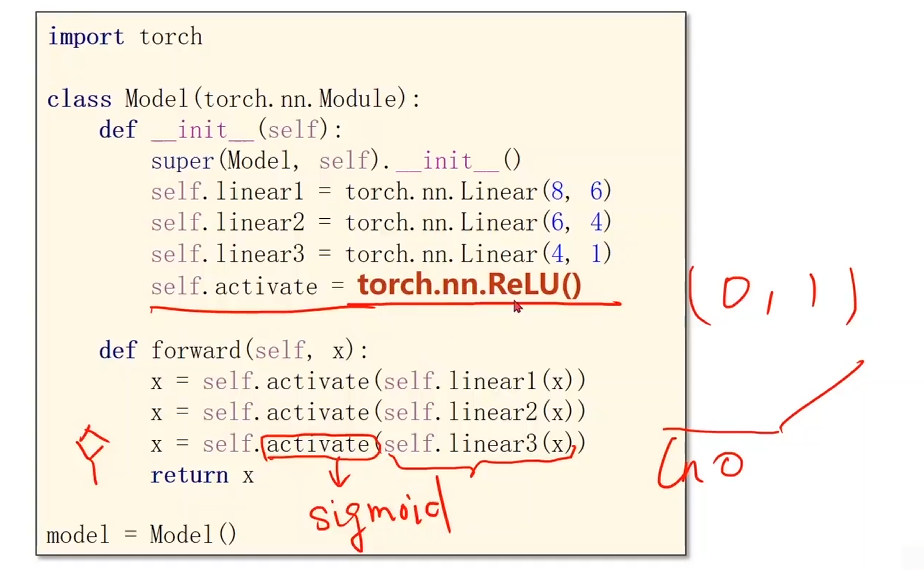 import torch
class Model(torch.nn.Module):
def __init__(self):
super(Model, self).__init__()
self.linear1 = torch.nn.Linear(8, 6)
self.linear2 = torch.nn.Linear(6, 4)
self.linear3 = torch.nn.Linear(4, 1)
self.activate = torch.nn.ReLU()
(0, 1)
def forward(self, x):
x = self.activate(self.linear1(x))
x = self.activate(self.linear2(x))
x = self.activate(self.linear3(x))
return x
sigmoid
ln 0
model = Model()